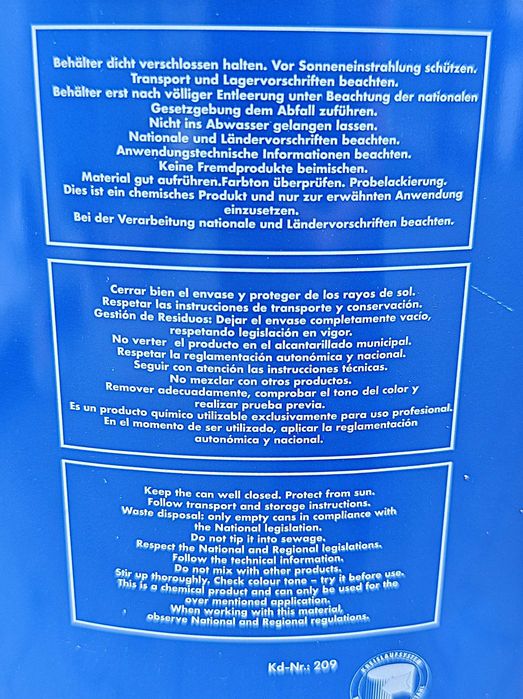 Behälter dicht verschlossen halten. Vor Sonneneinstrahlung schützen.
Transport und Lagervorschriften beachten.
Behälter erst nach völliger Entleerung unter Beachtung der nationalen
Gesetzgebung dem Abfall zuführen.
Nicht ins Abwasser gelangen lassen.
Nationale und Ländervorschriften beachten.
Anwendungstechnische Informationen beachten.
Keine Fremdprodukte beimischen.
Material gut aufrühren.Farbton überprüfen. Probelackierung.
Dies ist ein chemisches Produkt und nur zur erwähnten Anwendung
einzusetzen.
Bei der Verarbeitung nationale und Ländervorschriften beachten.
Cerrar bien el envase y proteger de los rayos de sol.
Respetar las instrucciones de transporte y conservación.
Gestión de Residuos: Dejar el envase completamente vacío,
respetando legislación en vigor.
No verter el producto en el alcantarillado municipal.
Respetar la reglamentación autonómica y nacional.
Seguir con atención las instrucciones técnicas.
No mezclar con otros productos.
Remover adecuadamente, comprobar el tono del color y
realizar prueba previa.
Es un producto químico utilizable exclusivamente para uso profesional.
En el momento de ser utilizado, aplicar la reglamentación
autonómica y nacional.
Keep the can well closed. Protect from sun.
Follow transport and storage instructions.
Waste disposal: only empty cans in compliance with
the National legislation.
Do not tip it into sewage.
Respect the National and Regional legislations.
Follow the technical information.
Do not mix with other products.
Stir up thoroughly. Check colour tone – try it before use.
This is a chemical product and can only be used for the
over mentioned application.
When working with this material,
observe National and Regional regulations.
Kd-Nr.: 209
KREISLAUFSYSTEM